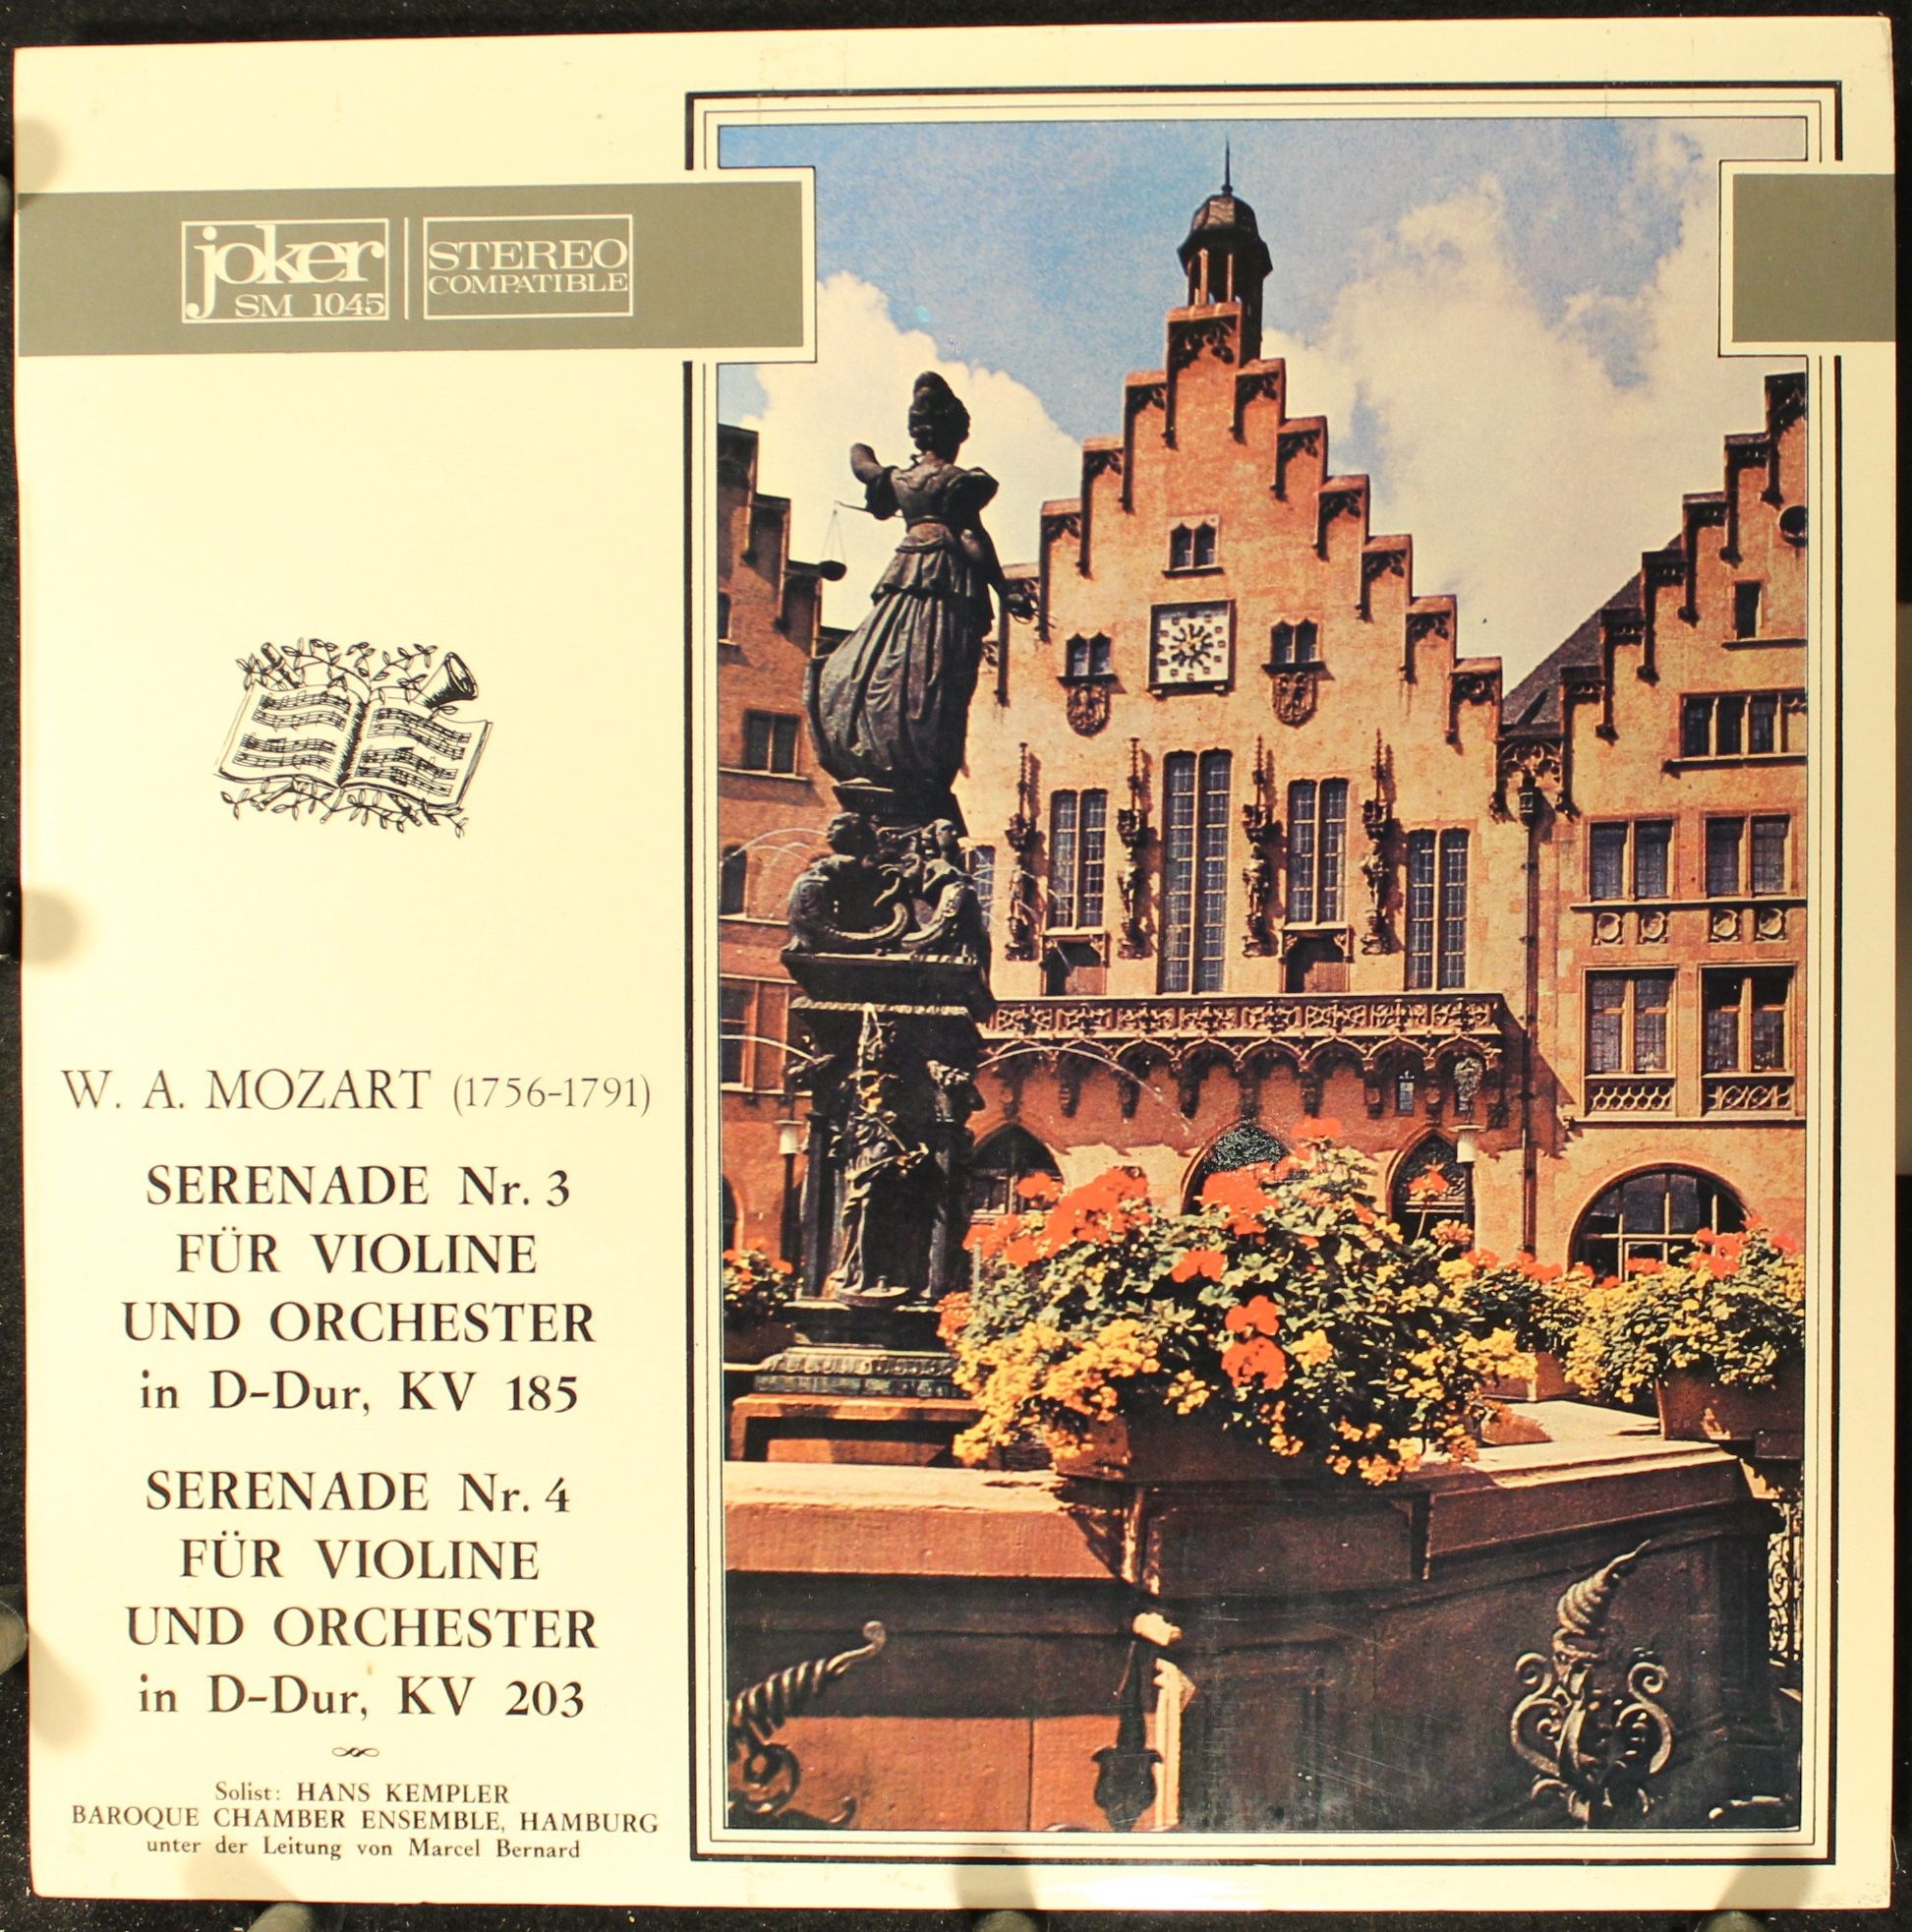 joker
SM 1045
STEREO
COMPATIBLE
W. A. MOZART (1756-1791)
SERENADE Nr. 3
FÜR VIOLINE
UND ORCHESTER
in D-Dur, KV 185
SERENADE Nr. 4
FÜR VIOLINE
UND ORCHESTER
in D-Dur, KV 203
Solist: HANS KEMPLER
BAROQUE CHAMBER ENSEMBLE, HAMBURG
unter der Leitung von Marcel Bernard